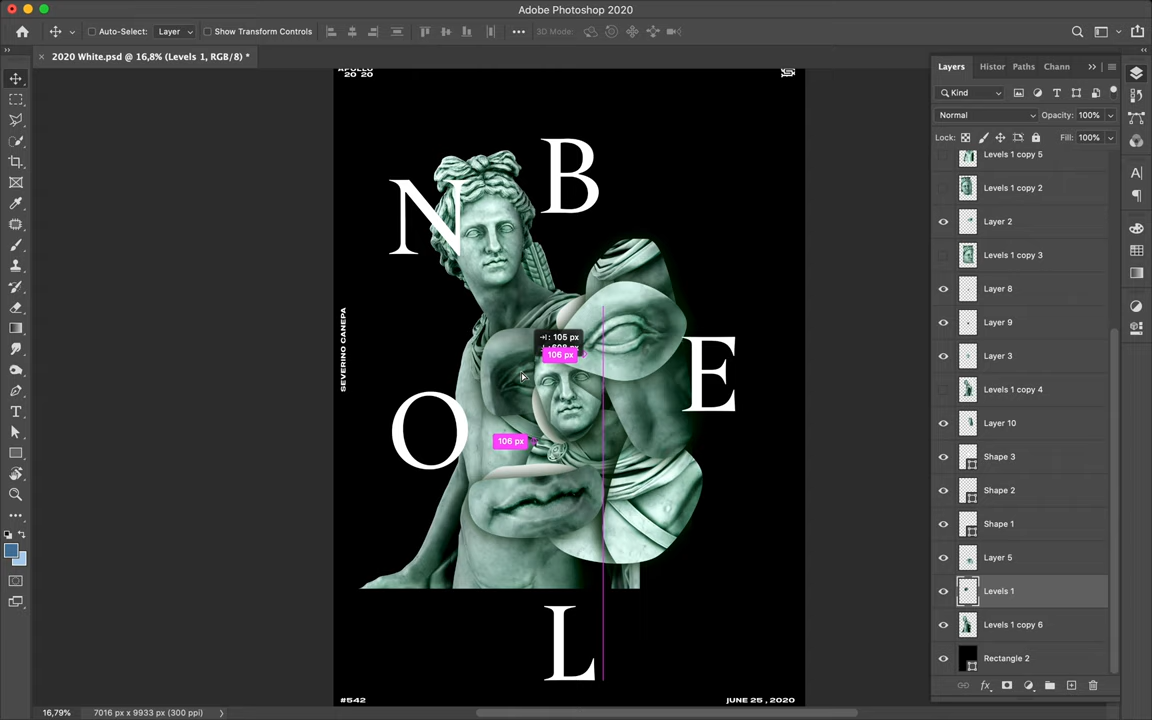 Adobe Photoshop 2020
Auto-Select: Layer Show Transform Controls ••• 3D Mode:
2020 White.psd @ 16,8% (Levels 1, RGB/8) *
Layers Histor Paths Chann
Kind
Normal Opacity: 100%
Lock: Fill: 100%
Levels 1 copy 5
Levels 1 copy 2
Layer 2
Levels 1 copy 3
Layer 8
Layer 9
Layer 3
Levels 1 copy 4
Layer 10
Shape 3
Shape 2
Shape 1
Layer 5
Levels 1
Levels 1 copy 6
Rectangle 2
APOLLO
20 20
N
B
SEVERINO CANEPA
: 105 px
106 px
E
O
106 px
L
#542
JUNE 25 , 2020
16,79% 7016 px x 9933 px (300 ppi)